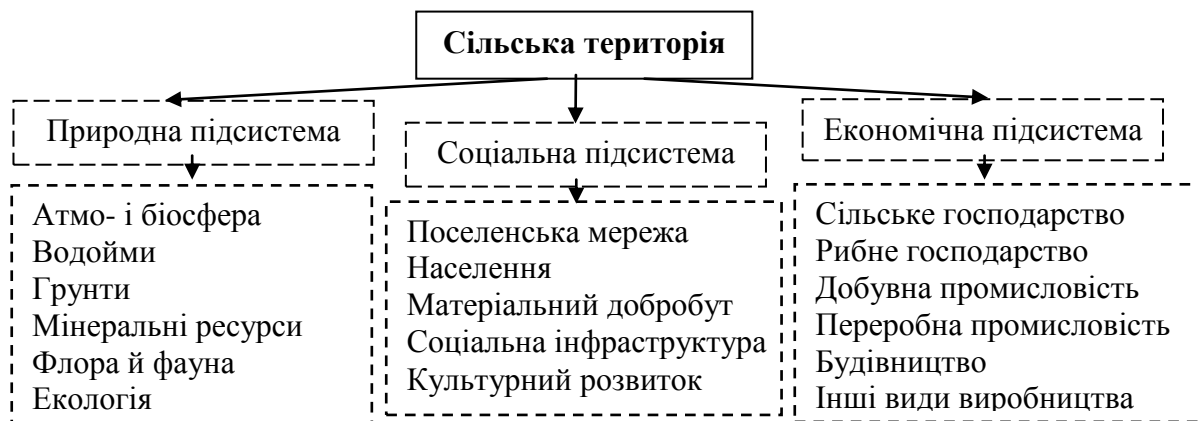 Сільська територія
Природна підсистема
Соціальна підсистема
Економічна підсистема
Атмо- і біосфера
Водойми
Грунти
Мінеральні ресурси
Флора й фауна
Екологія
Поселенська мережа
Населення
Матеріальний добробут
Соціальна інфраструктура
Культурний розвиток
Сільське господарство
Рибне господарство
Добувна промисловість
Переробна промисловість
Будівництво
Інші види виробництва